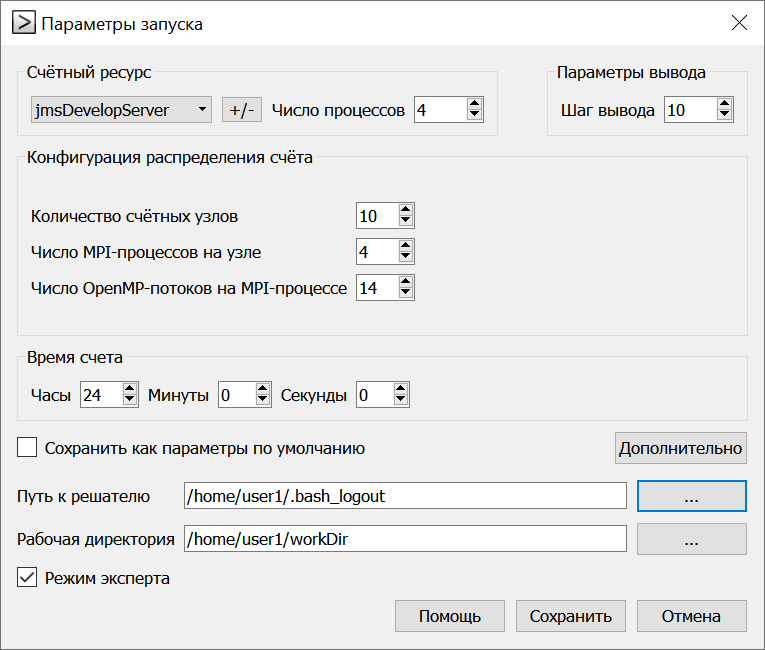 Параметры запуска
Счётный ресурс
Параметры вывода
jmsDevelopServer +/- Число процессов 4
Шаг вывода 10
Конфигурация распределения счёта
Количество счётных узлов 10
Число MPI-процессов на узле 4
Число OpenMP-потоков на MPI-процессе 14
Время счета
Часы 24 Минуты 0 Секунды 0
Сохранить как параметры по умолчанию Дополнительно
Путь к решателю /home/user1/.bash_logout ...
Рабочая директория /home/user1/workDir ...
Режим эксперта
Помощь Сохранить Отмена